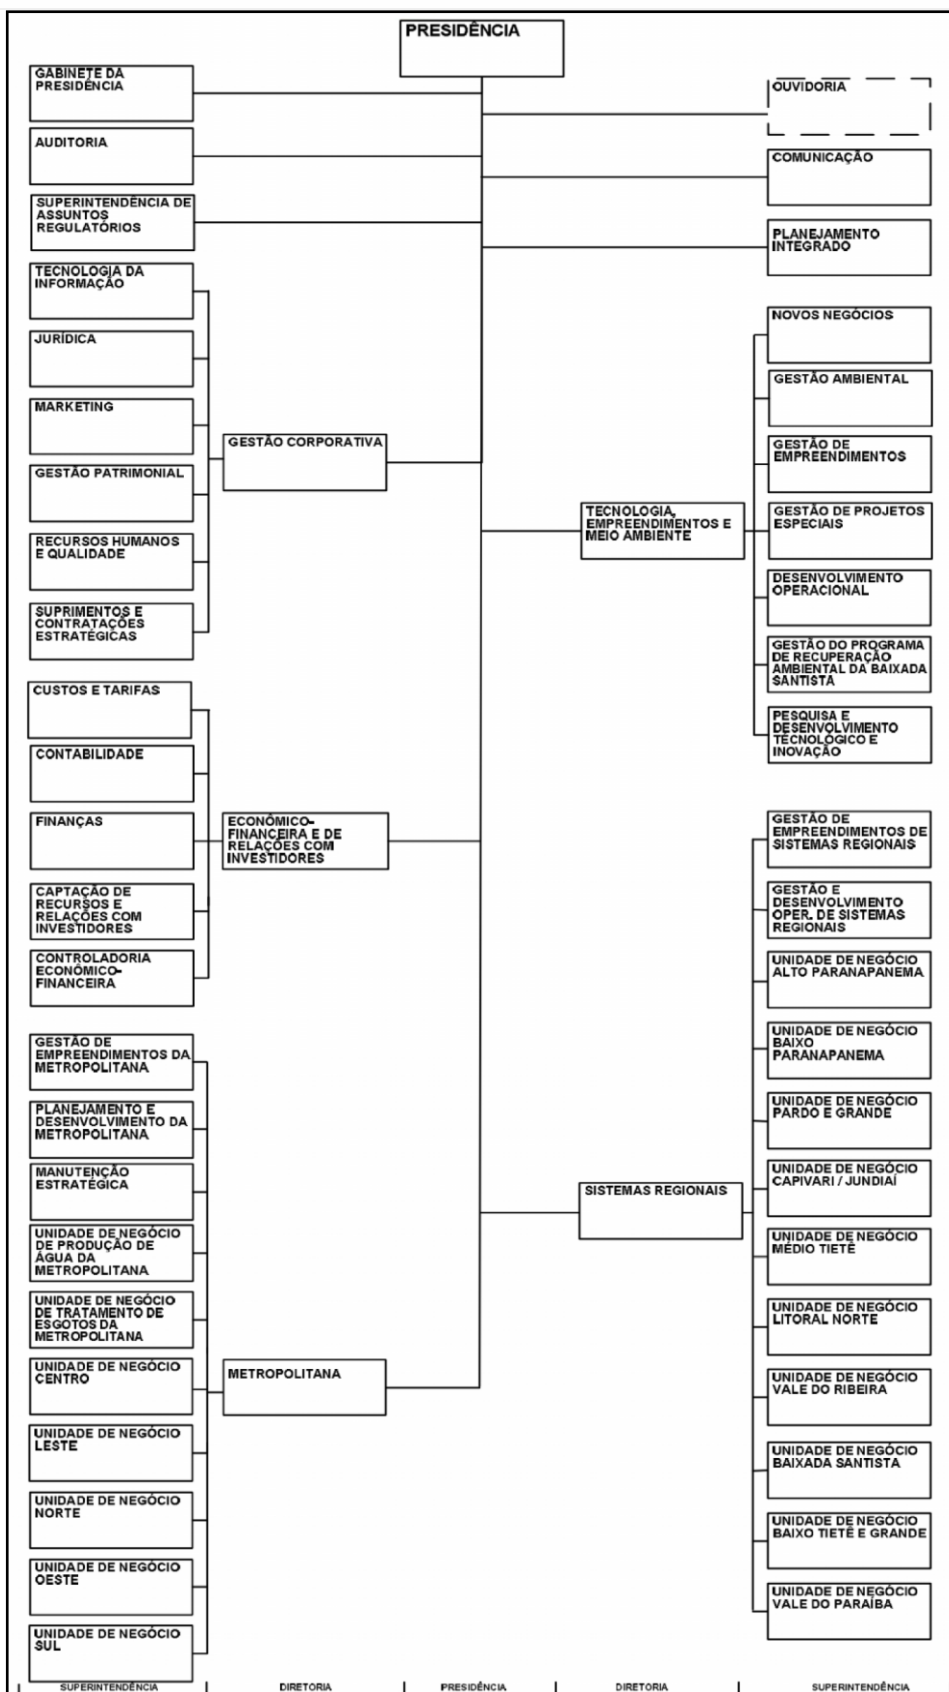 PRESIDÊNCIA
GABINETE DA
PRESIDÊNCIA
AUDITORIA
SUPERINTENDÊNCIA DE
ASSUNTOS
REGULATÓRIOS
OUVIDORIA
COMUNICAÇÃO
PLANEJAMENTO
INTEGRADO
TECNOLOGIA DA
INFORMAÇÃO
JURÍDICA
MARKETING
GESTÃO PATRIMONIAL
RECURSOS HUMANOS
E QUALIDADE
SUPRIMENTOS E
CONTRATAÇÕES
ESTRATÉGICAS
GESTÃO CORPORATIVA
TECNOLOGIA,
EMPREENDIMENTOS E
MEIO AMBIENTE
NOVOS NEGÓCIOS
GESTÃO AMBIENTAL
GESTÃO DE
EMPREENDIMENTOS
GESTÃO DE PROJETOS
ESPECIAIS
DESENVOLVIMENTO
OPERACIONAL
GESTÃO DO PROGRAMA
DE RECUPERAÇÃO
AMBIENTAL DA BAIXADA
SANTISTA
PESQUISA E
DESENVOLVIMENTO
TECNOLÓGICO E
INOVAÇÃO
CUSTOS E TARIFAS
CONTABILIDADE
FINANÇAS
CAPTAÇÃO DE
RECURSOS E
RELAÇÕES COM
INVESTIDORES
CONTROLADORIA
ECONÔMICO-
FINANCEIRA
ECONÔMICO-
FINANCEIRA E DE
RELAÇÕES COM
INVESTIDORES
GESTÃO DE
EMPREENDIMENTOS DA
METROPOLITANA
PLANEJAMENTO E
DESENVOLVIMENTO DA
METROPOLITANA
MANUTENÇÃO
ESTRATÉGICA
UNIDADE DE NEGÓCIO
DE PRODUÇÃO DE
ÁGUA DA
METROPOLITANA
UNIDADE DE NEGÓCIO
DE TRATAMENTO DE
ESGOTOS DA
METROPOLITANA
UNIDADE DE NEGÓCIO
CENTRO
UNIDADE DE NEGÓCIO
LESTE
UNIDADE DE NEGÓCIO
NORTE
UNIDADE DE NEGÓCIO
OESTE
UNIDADE DE NEGÓCIO
SUL
METROPOLITANA
SISTEMAS REGIONAIS
GESTÃO DE
EMPREENDIMENTOS DE
SISTEMAS REGIONAIS
GESTÃO E
DESENVOLVIMENTO
OPER. DE SISTEMAS
REGIONAIS
UNIDADE DE NEGÓCIO
ALTO PARANAPANEMA
UNIDADE DE NEGÓCIO
BAIXO
PARANAPANEMA
UNIDADE DE NEGÓCIO
PARDO E GRANDE
UNIDADE DE NEGÓCIO
CAPIVARI / JUNDIAÍ
UNIDADE DE NEGÓCIO
MÉDIO TIETÊ
UNIDADE DE NEGÓCIO
LITORAL NORTE
UNIDADE DE NEGÓCIO
VALE DO RIBEIRA
UNIDADE DE NEGÓCIO
BAIXADA SANTISTA
UNIDADE DE NEGÓCIO
BAIXO TIETÊ E GRANDE
UNIDADE DE NEGÓCIO
VALE DO PARAÍBA
SUPERINTENDÊNCIA DIRETORIA PRESIDÊNCIA DIRETORIA SUPERINTENDÊNCIA